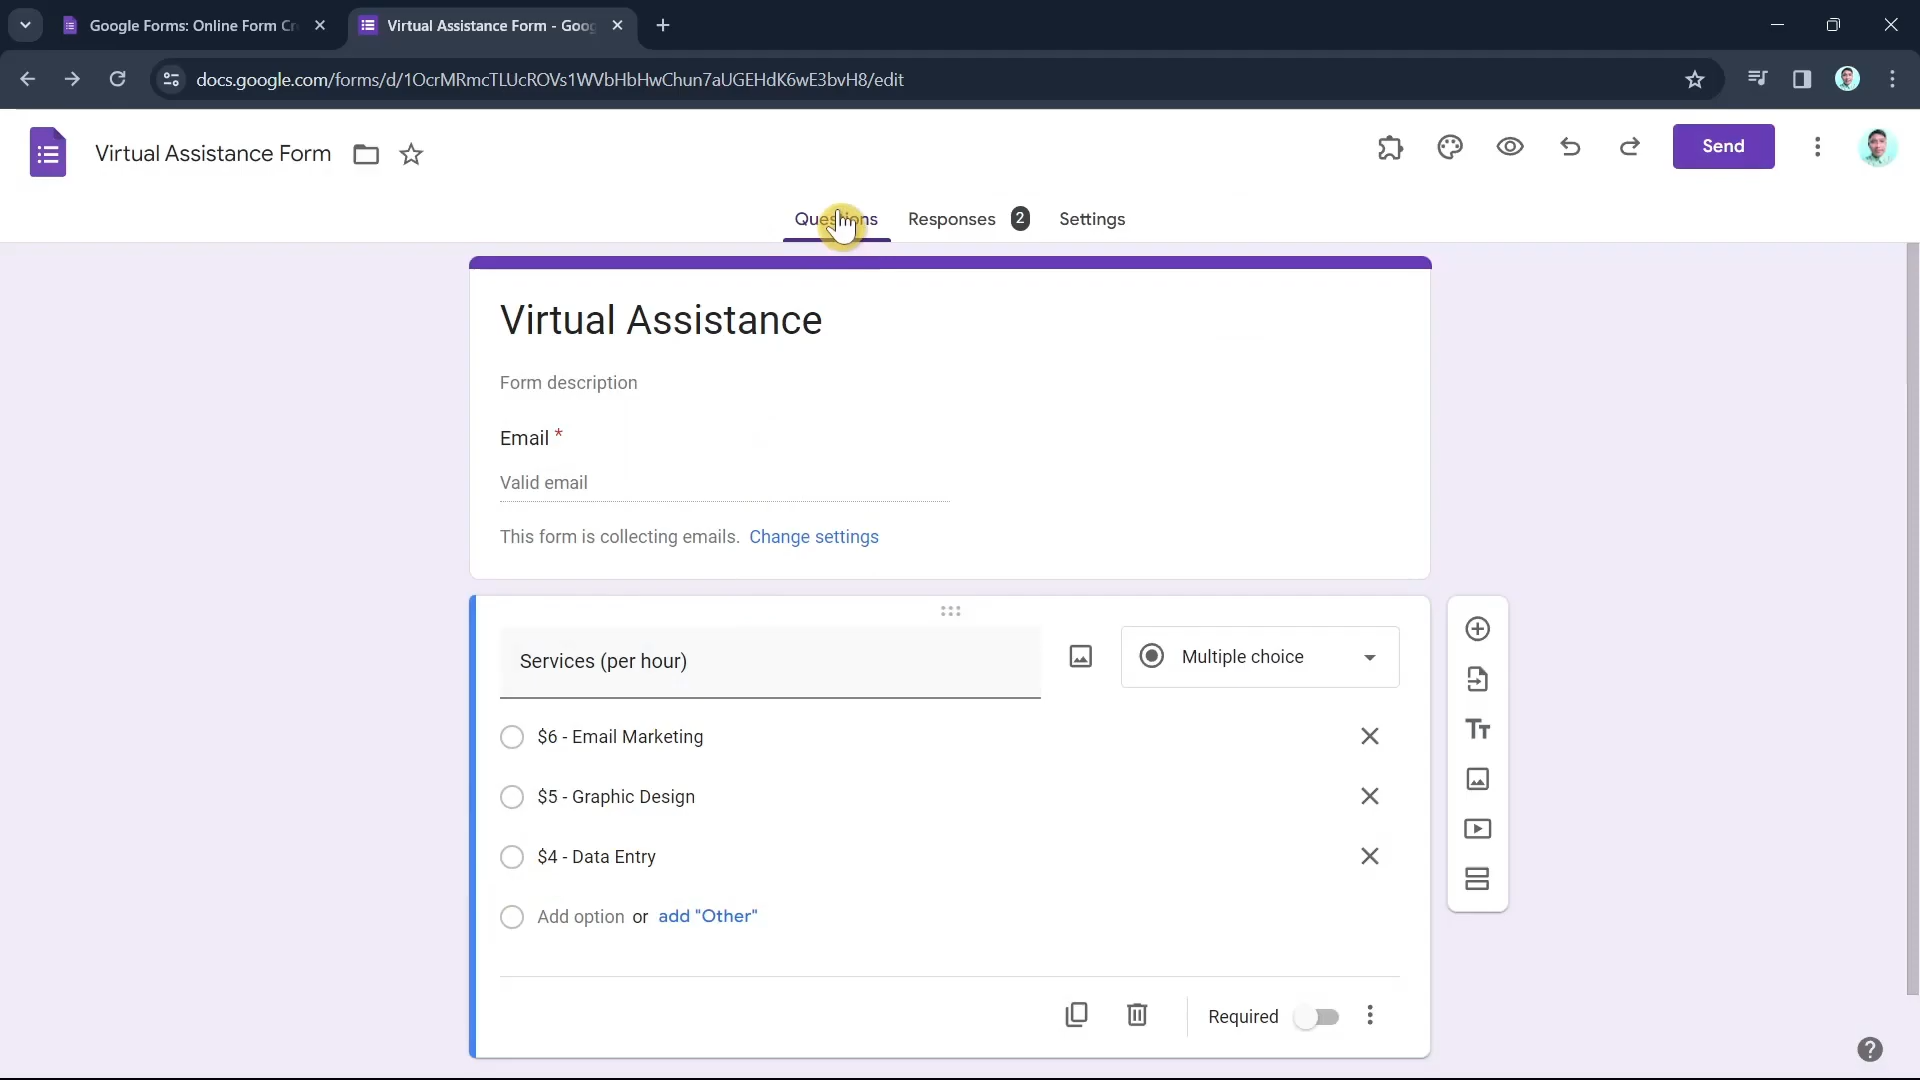 Google Forms: Online Form Cr
Virtual Assistance Form - Goog
docs.google.com/forms/d/1OcrMRmcTLUcROVs1WVbHbHwChun7aUGEHdK6wE3bvH8/edit
Virtual Assistance Form
Send
Questions
Responses 2
Settings
Virtual Assistance
Form description
Email *
Valid email
This form is collecting emails. Change settings
Services (per hour)
Multiple choice
$6 - Email Marketing
$5 - Graphic Design
$4 - Data Entry
Add option or add "Other"
Required